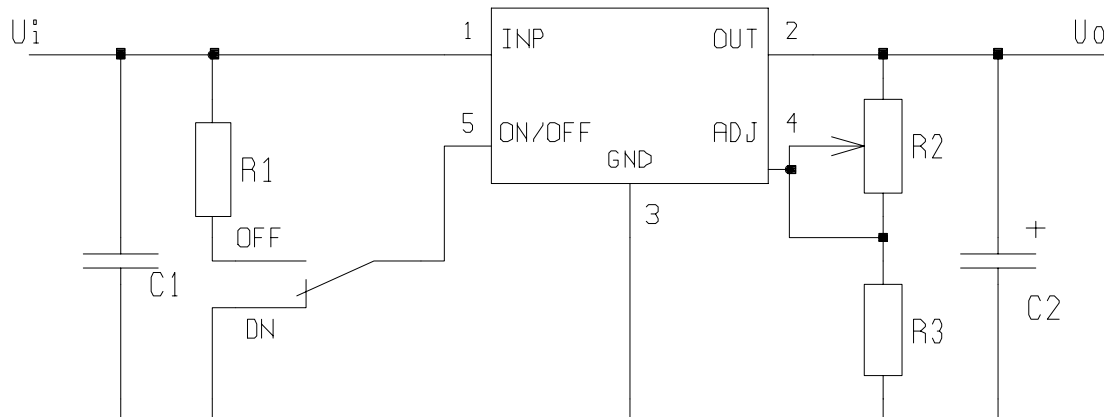 Ui
1
INP
OUT
2
Uo
5
ON/OFF
ADJ
4
R2
GND
R1
3
OFF
+
C1
C2
DN
R3